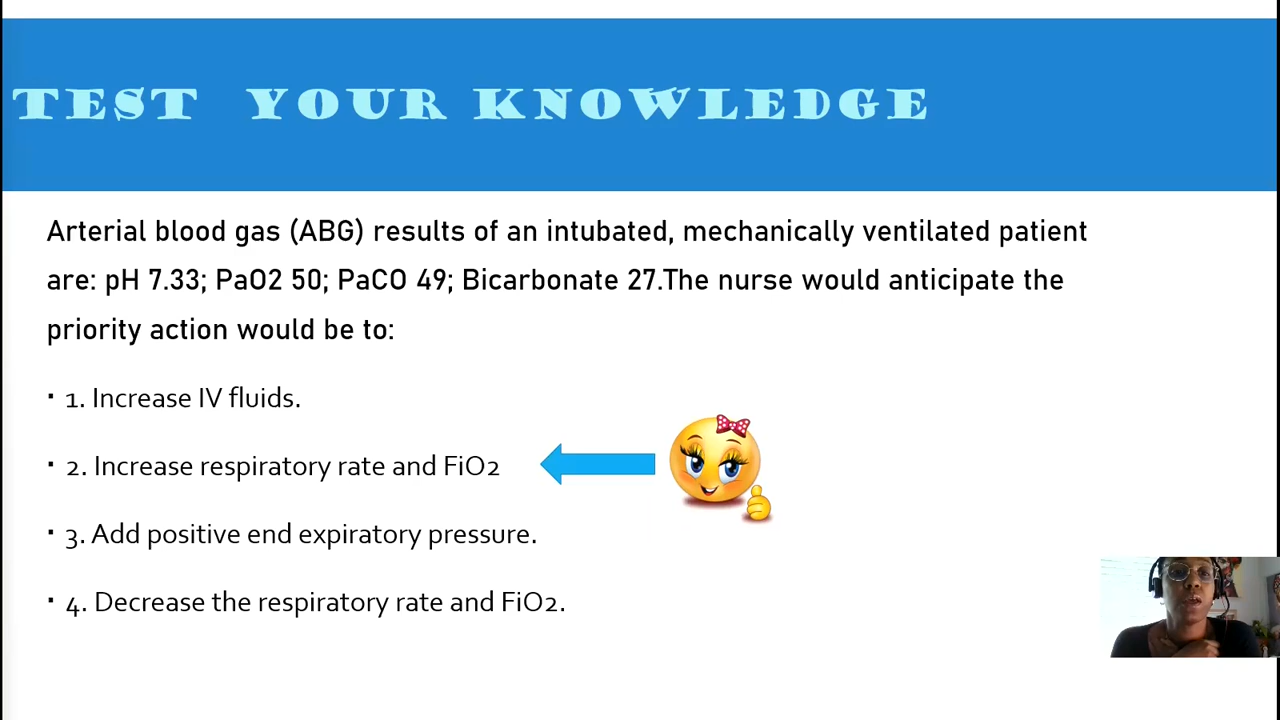 TEST YOUR KNOWLEDGE
Arterial blood gas (ABG) results of an intubated, mechanically ventilated patient
are: pH 7.33; PaO2 50; PaCO 49; Bicarbonate 27.The nurse would anticipate the
priority action would be to:
▪ 1. Increase IV fluids.
▪ 2. Increase respiratory rate and FiO2
▪ 3. Add positive end expiratory pressure.
▪ 4. Decrease the respiratory rate and FiO2.